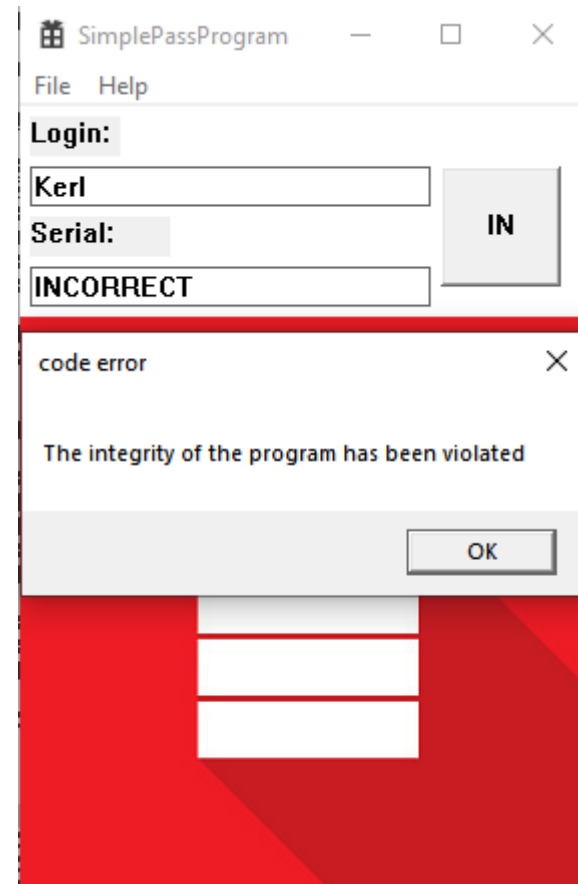 SimplePassProgram
File Help
Login:
Kerl
IN
Serial:
INCORRECT
code error
The integrity of the program has been violated
OK